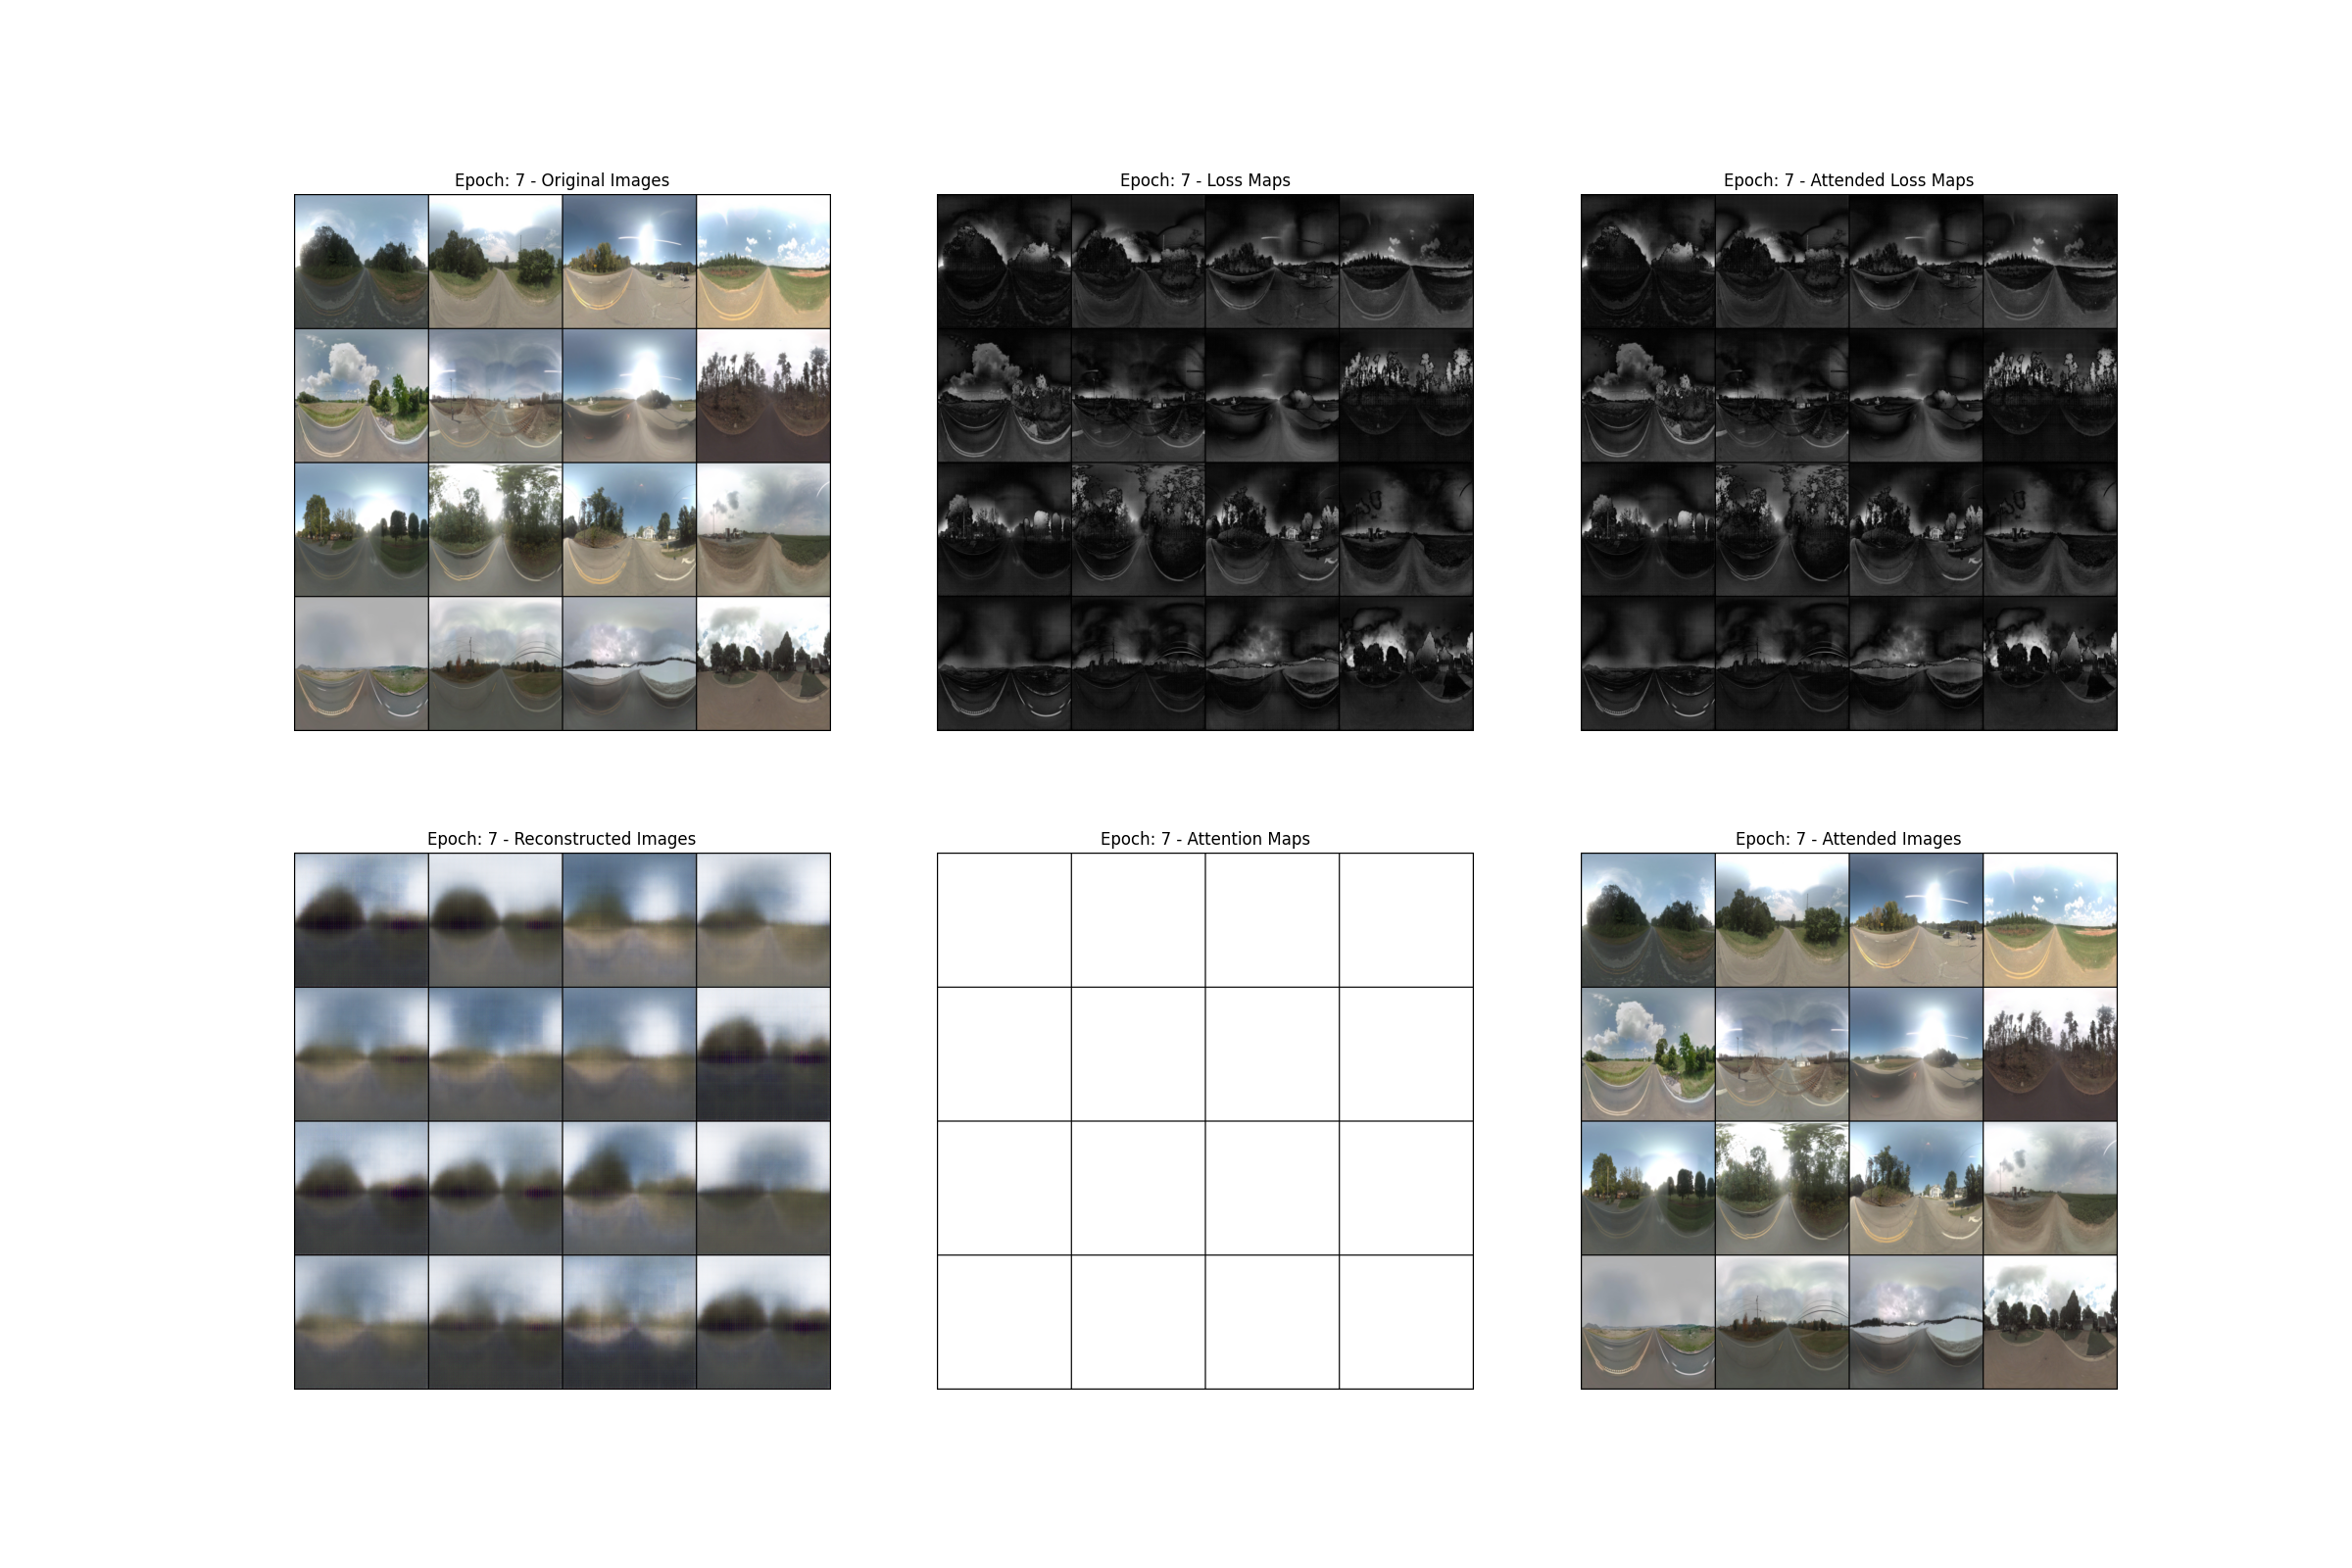 Epoch: 7 - Original Images
Epoch: 7 - Loss Maps
Epoch: 7 - Attended Loss Maps
Epoch: 7 - Reconstructed Images
Epoch: 7 - Attention Maps
Epoch: 7 - Attended Images